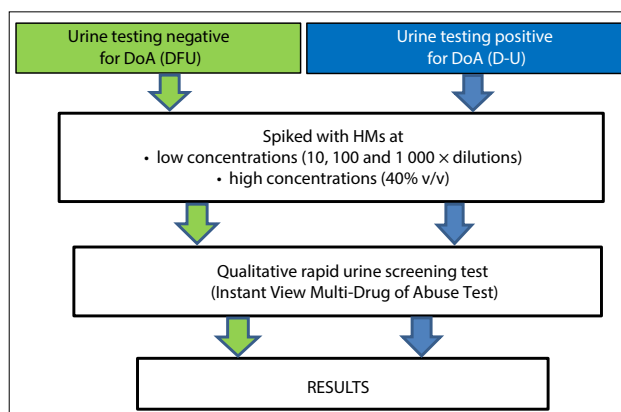 Urine testing negative
for DoA (DFU)
Urine testing positive
for DoA (D-U)
Spiked with HMs at
• low concentrations (10, 100 and 1 000 × dilutions)
• high concentrations (40% v/v)
Qualitative rapid urine screening test
(Instant View Multi-Drug of Abuse Test)
RESULTS